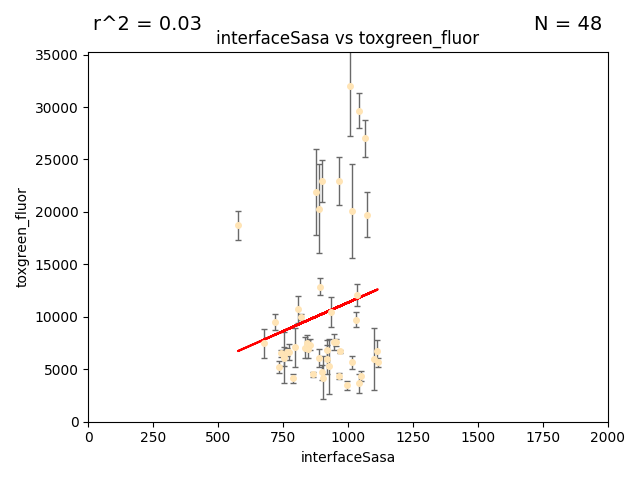 r^2 = 0.03
N = 48
interfaceSasa vs toxgreen_fluor
35000
30000
25000
20000
15000
10000
5000
0
toxgreen_fluor
0 250 500 750 1000 1250 1500 1750 2000
interfaceSasa